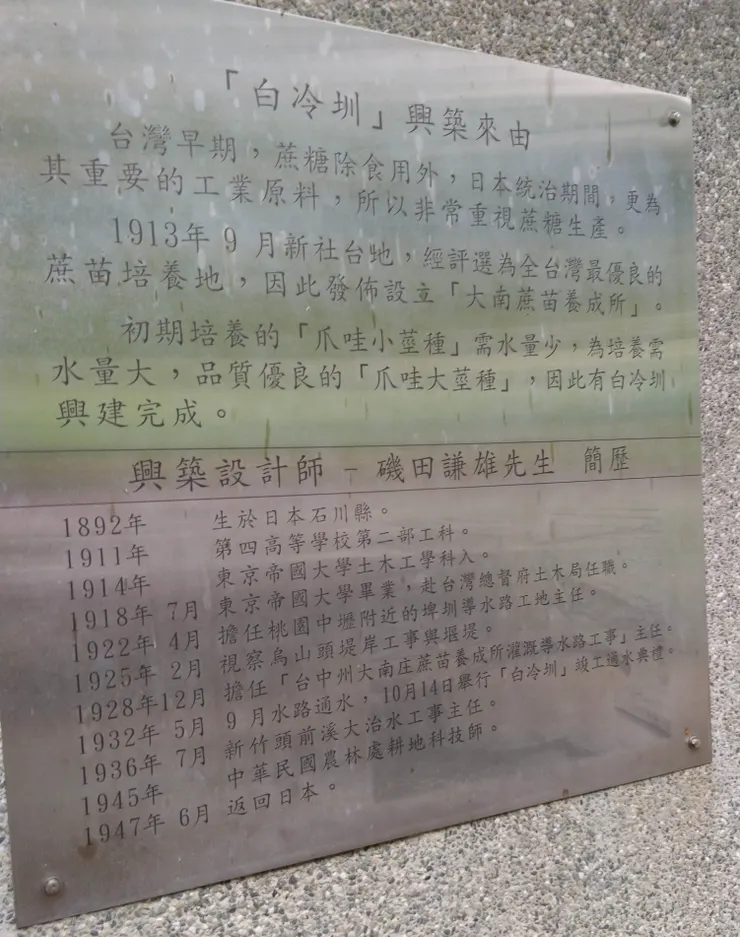 「白冷圳」興築來由
台灣早期，蔗糖除食用外，日本統治期間，更為
其重要的工業原料，所以非常重視蔗糖生產。
1913年 9 月新社台地，經評選為全台灣最優良的
蔗苗培養地，因此發佈設立「大南蔗苗養成所」。
初期培養的「爪哇小莖種」需水量少，為培養需
水量大，品質優良的「爪哇大莖種」，因此有白冷圳
興建完成。
興築設計師 – 磯田謙雄先生 簡歷
1892年 生於日本石川縣。
1911年 第四高等學校第二部工科。
1914年 東京帝國大學土木工學科入。
1918年 7月 東京帝國大學畢業，赴台灣總督府土木局任職。
1922年 4月 擔任桃園中壢附近的埤圳導水路工地主任。
1925年 2月 視察烏山頭堤岸工事與堰堤。
1928年12月 擔任「台中州大南庄蔗苗養成所灌溉導水路工事」主任。
1932年 5月 9 月水路通水，10月14日舉行「白冷圳」竣工通水典禮。
1936年 7月 新竹頭前溪大治水工事主任。
1945年 中華民國農林處耕地科技師。
1947年 6月 返回日本。